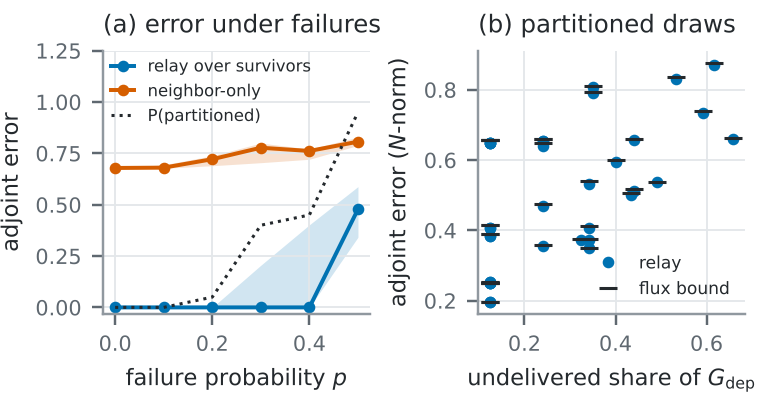 (a) error under failures
adjoint error
1.25
1.00
0.75
0.50
0.25
0.00
relay over survivors
neighbor-only
P(partitioned)
0.0 0.2 0.4
failure probability p
(b) partitioned draws
adjoint error (N-norm)
0.8
0.6
0.4
0.2
relay
flux bound
0.2 0.4 0.6
undelivered share of G_dep